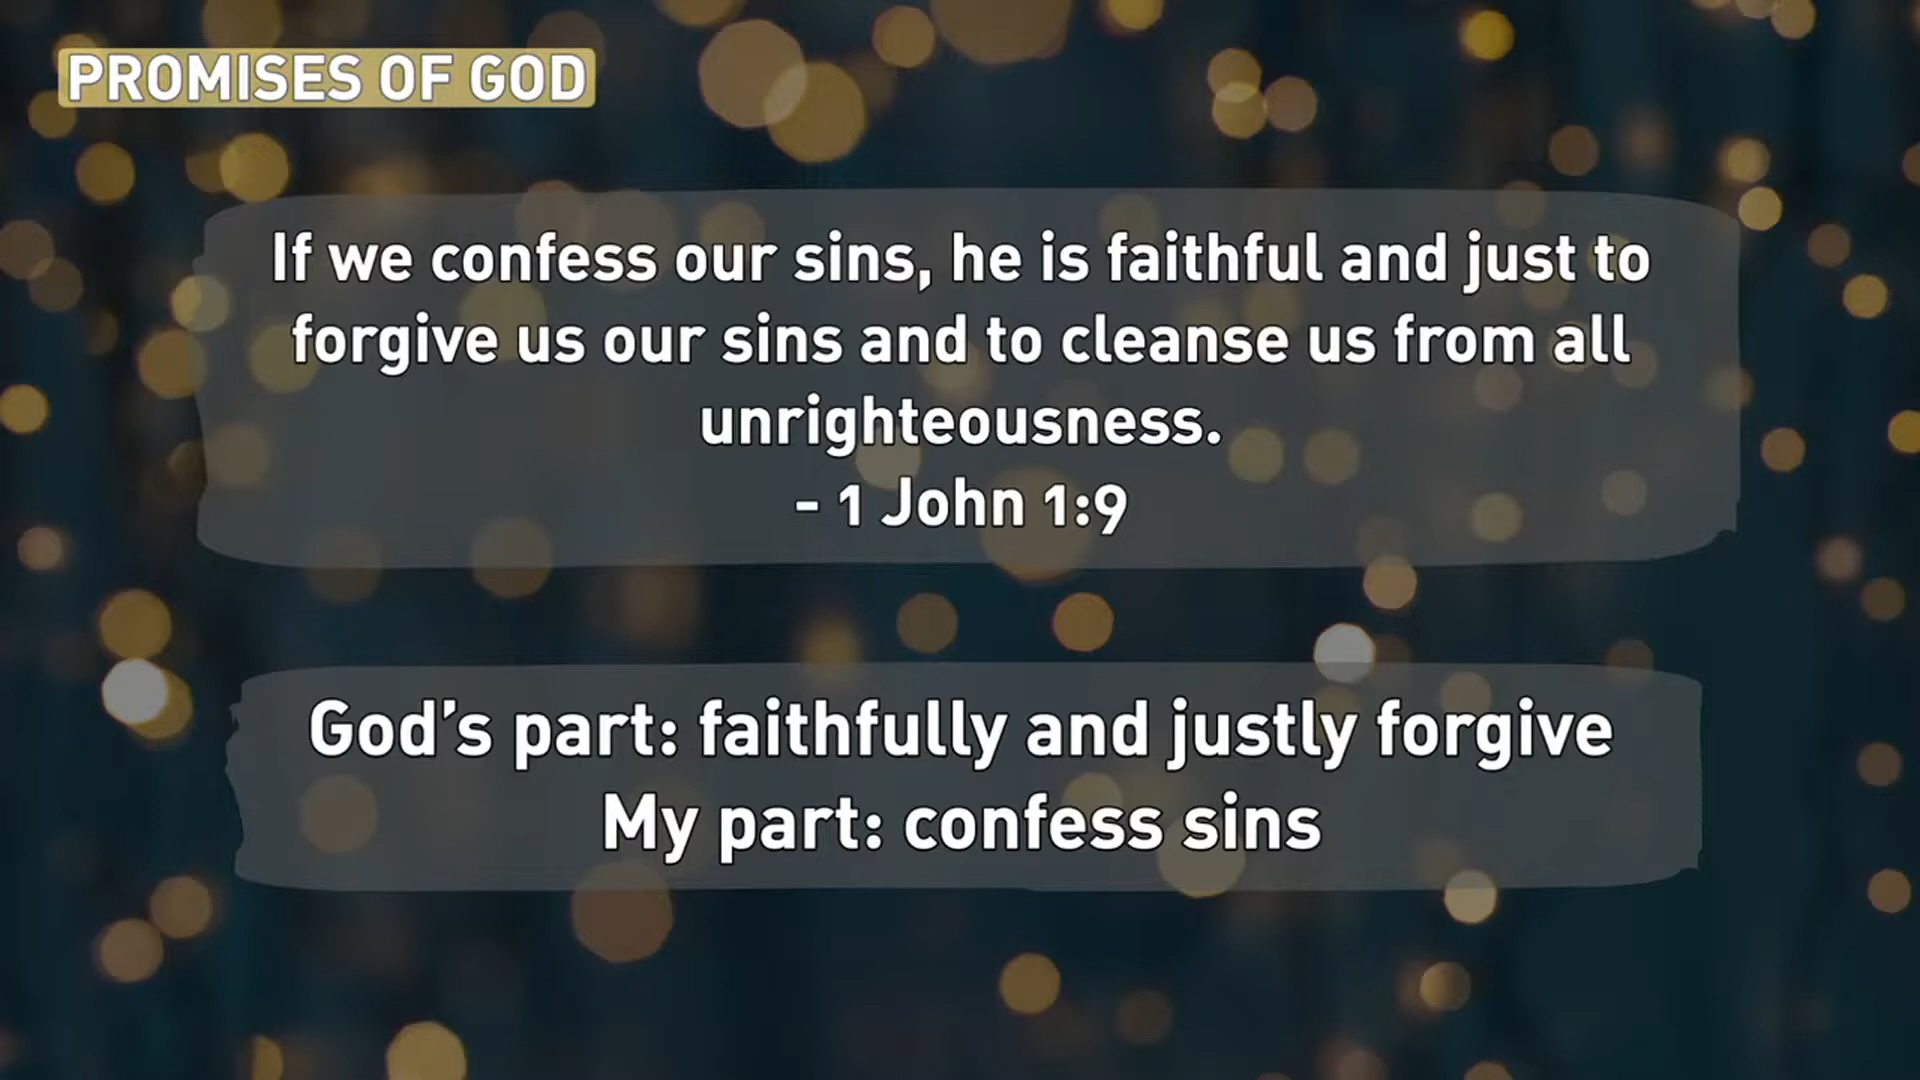 PROMISES OF GOD
If we confess our sins, he is faithful and just to
forgive us our sins and to cleanse us from all
unrighteousness.
- 1 John 1:9
God’s part: faithfully and justly forgive
My part: confess sins